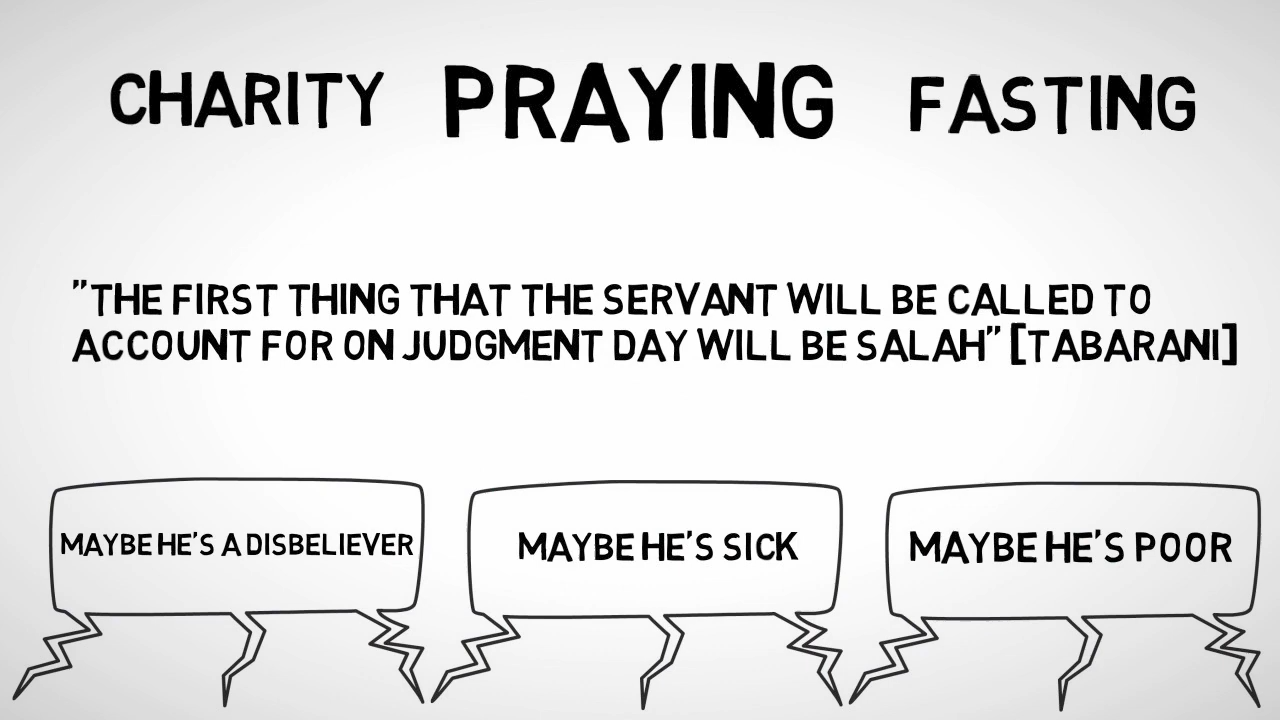 CHARITY PRAYING FASTING
"THE FIRST THING THAT THE SERVANT WILL BE CALLED TO
ACCOUNT FOR ON JUDGMENT DAY WILL BE SALAH" [TABARANI]
MAYBE HE'S A DISBELIEVER
MAYBE HE'S SICK
MAYBE HE'S POOR